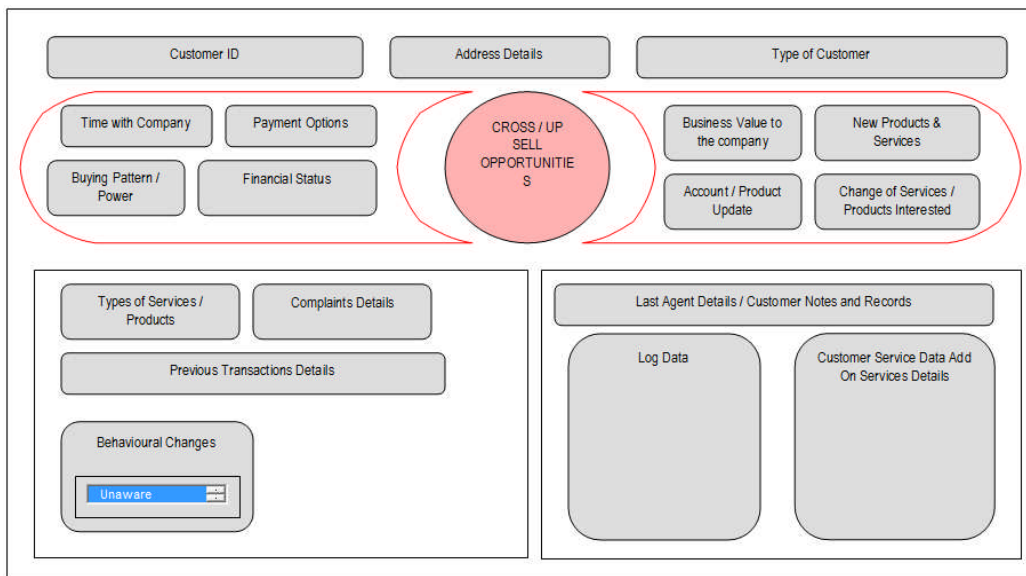 Customer ID
Address Details
Type of Customer
Time with Company
Payment Options
Buying Pattern /
Power
Financial Status
CROSS / UP
SELL
OPPORTUNITIE
S
Business Value to
the company
New Products &
Services
Account / Product
Update
Change of Services /
Products Interested
Types of Services /
Products
Complaints Details
Previous Transactions Details
Behavioural Changes
Unaware
Last Agent Details / Customer Notes and Records
Log Data
Customer Service Data Add
On Services Details